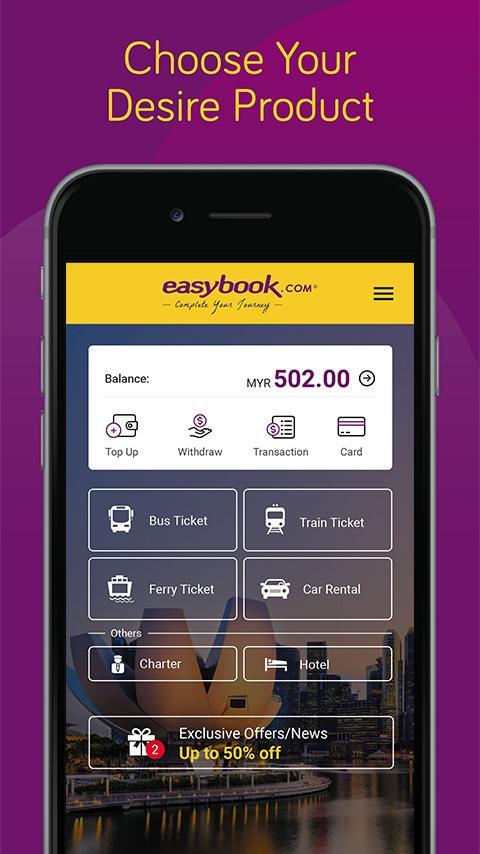 Choose Your
Desire Product
easybook.COM®
— Complete Your Journey —
Balance:
MYR 502.00
Top Up
Withdraw
Transaction
Card
Bus Ticket
Train Ticket
Ferry Ticket
Car Rental
Others
Charter
Hotel
2
Exclusive Offers/News
Up to 50% off